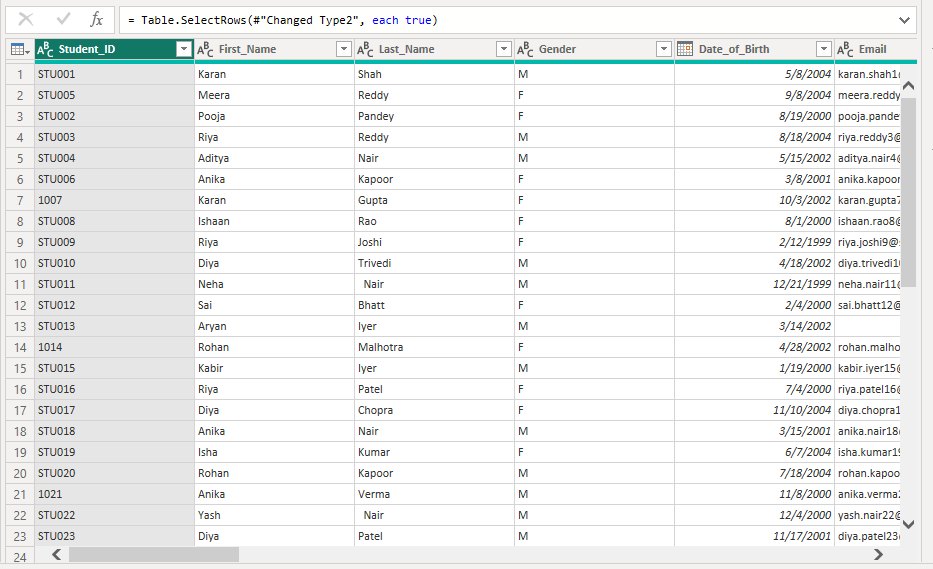 fx = Table.SelectRows(#"Changed Type2", each true)
ABC Student_ID ABC First_Name ABC Last_Name ABC Gender Date_of_Birth ABC Email
1 STU001 Karan Shah M 5/8/2004 karan.shah1
2 STU005 Meera Reddy F 9/8/2004 meera.reddy
3 STU002 Pooja Pandey F 8/19/2000 pooja.pande
4 STU003 Riya Reddy M 8/18/2004 riya.reddy3@
5 STU004 Aditya Nair M 5/15/2002 aditya.nair4@
6 STU006 Anika Kapoor F 3/8/2001 anika.kapoor
7 1007 Karan Gupta F 10/3/2002 karan.gupta7
8 STU008 Ishaan Rao F 8/1/2000 ishaan.rao8@
9 STU009 Riya Joshi F 2/12/1999 riya.joshi9@
10 STU010 Diya Trivedi M 4/18/2002 diya.trivedi1
11 STU011 Neha Nair M 12/21/1999 neha.nair11@
12 STU012 Sai Bhatt F 2/4/2000 sai.bhatt12@
13 STU013 Aryan Iyer M 3/14/2002
14 1014 Rohan Malhotra F 4/28/2002 rohan.malho
15 STU015 Kabir Iyer M 1/19/2000 kabir.iyer15@
16 STU016 Riya Patel F 7/4/2000 riya.patel16@
17 STU017 Diya Chopra F 11/10/2004 diya.chopra1
18 STU018 Anika Nair M 3/15/2001 anika.nair18@
19 STU019 Isha Kumar F 6/7/2004 isha.kumar19
20 STU020 Rohan Kapoor M 7/18/2004 rohan.kapoo
21 1021 Anika Verma M 11/8/2000 anika.verma2
22 STU022 Yash Nair M 12/4/2000 yash.nair22@
23 STU023 Diya Patel M 11/17/2001 diya.patel23
24